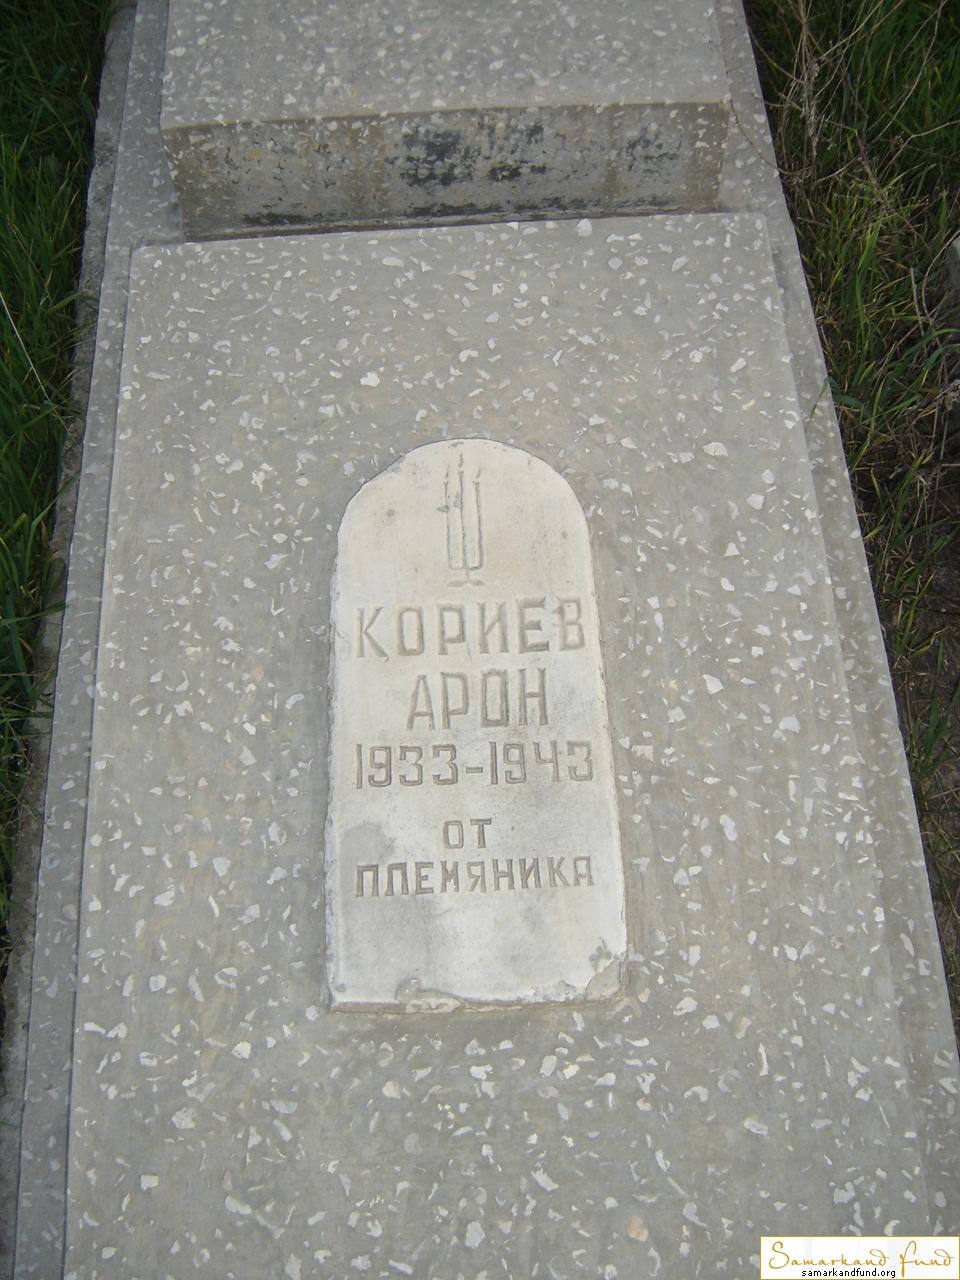 КОРИЕВ
АРОН
1933-1943
ОТ
ПЛЕМЯНИКА
Samarkand Fund
samarkandfund.org